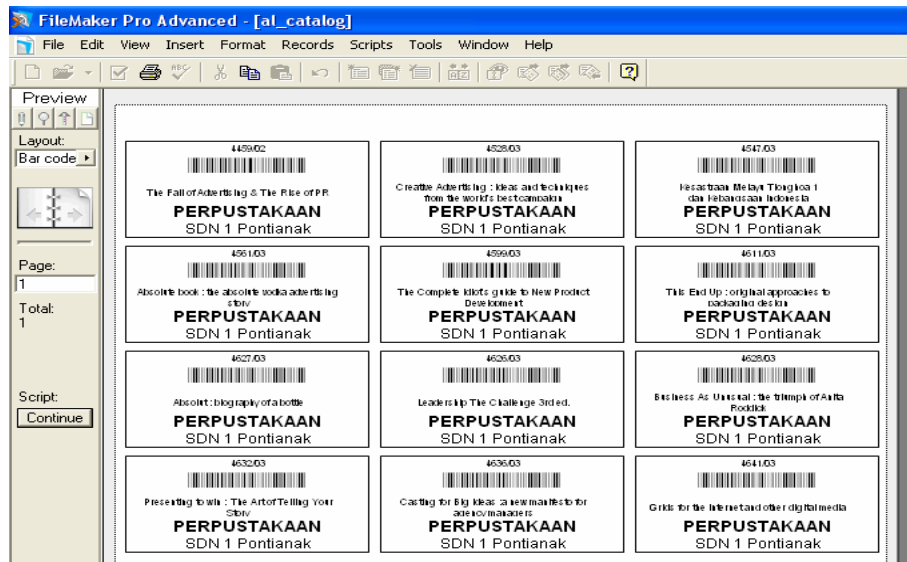 FileMaker Pro Advanced - [al_catalog]
File Edit View Insert Format Records Scripts Tools Window Help
Preview
Layout:
Bar code
Page:
1
Total:
1
Script:
Continue
4459/02
The Fall of Advertising & The Rise of PR
PERPUSTAKAAN
SDN 1 Pontianak
4528/03
Creative Advertising : Ideas and techniques
from the world's best campaign
PERPUSTAKAAN
SDN 1 Pontianak
4547/03
Kesastraan Melayu Tionghoa 1
dan Kebangsaan Indonesia
PERPUSTAKAAN
SDN 1 Pontianak
4561/03
Absolute book : the absolute vodka advertising
story
PERPUSTAKAAN
SDN 1 Pontianak
4599/03
The Complete Idiot's guide to New Product
Development
PERPUSTAKAAN
SDN 1 Pontianak
4611/03
This End Up : original approaches to
packaging design
PERPUSTAKAAN
SDN 1 Pontianak
4627/03
Absolut : biography of a bottle
PERPUSTAKAAN
SDN 1 Pontianak
4626/03
Leadership The Challenge 3rd ed.
PERPUSTAKAAN
SDN 1 Pontianak
4628/03
Business As Unusual : the triumph of Anita
Roddick
PERPUSTAKAAN
SDN 1 Pontianak
4632/03
Presenting to win : The Art of Telling Your
Story
PERPUSTAKAAN
SDN 1 Pontianak
4636/03
Casting for Big Ideas : a new manifesto for
agency managers
PERPUSTAKAAN
SDN 1 Pontianak
4641/03
Grids for the Internet and other digital media
PERPUSTAKAAN
SDN 1 Pontianak